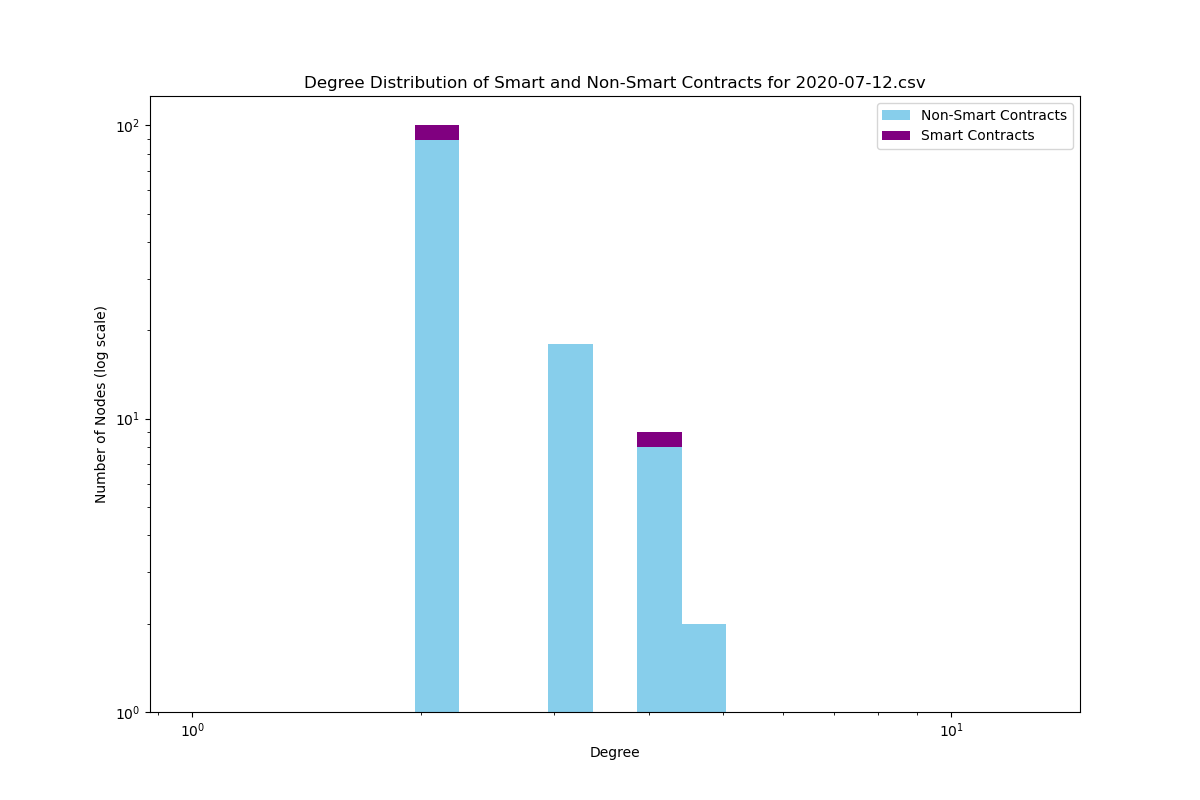 Degree Distribution of Smart and Non-Smart Contracts for 2020-07-12.csv
Non-Smart Contracts
Smart Contracts
10²
10¹
10⁰
Number of Nodes (log scale)
10⁰ 10¹
Degree